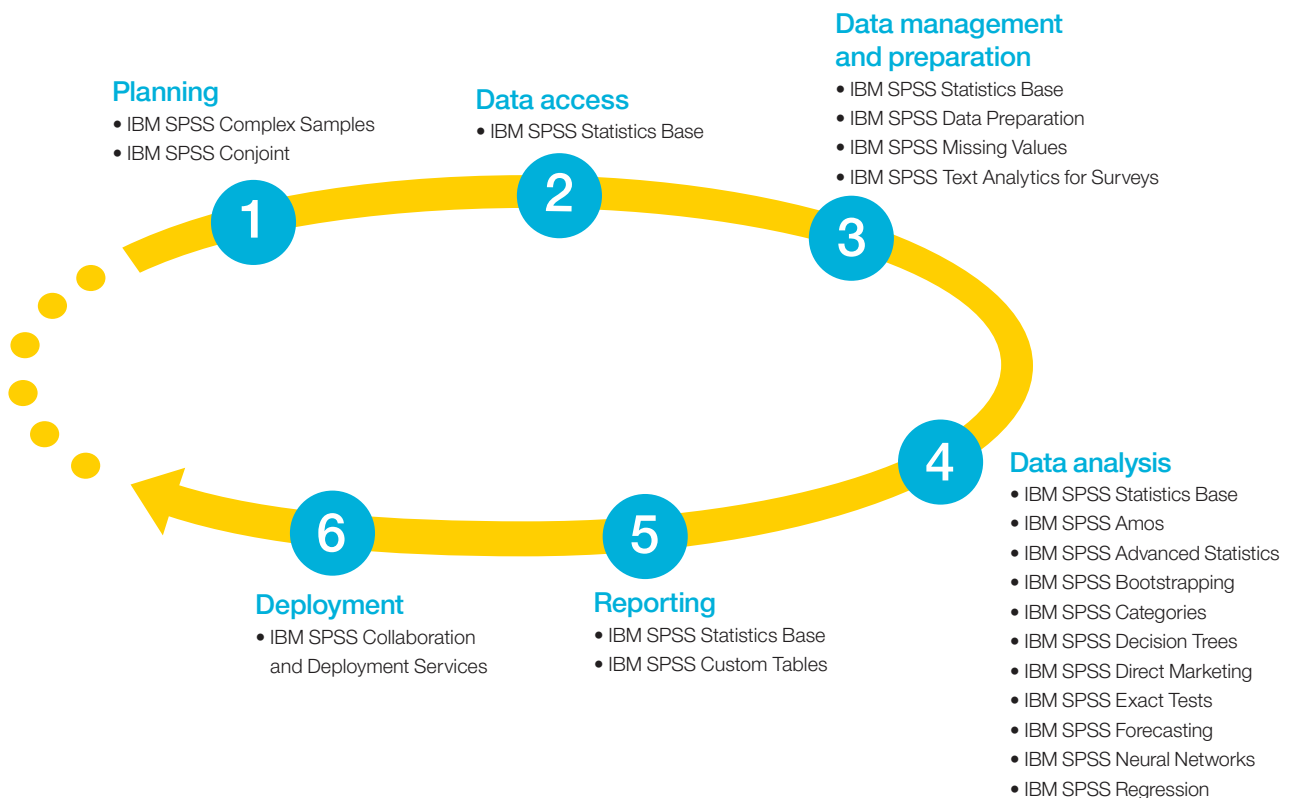 1
Planning
• IBM SPSS Complex Samples
• IBM SPSS Conjoint
2
Data access
• IBM SPSS Statistics Base
3
Data management
and preparation
• IBM SPSS Statistics Base
• IBM SPSS Data Preparation
• IBM SPSS Missing Values
• IBM SPSS Text Analytics for Surveys
4
Data analysis
• IBM SPSS Statistics Base
• IBM SPSS Amos
• IBM SPSS Advanced Statistics
• IBM SPSS Bootstrapping
• IBM SPSS Categories
• IBM SPSS Decision Trees
• IBM SPSS Direct Marketing
• IBM SPSS Exact Tests
• IBM SPSS Forecasting
• IBM SPSS Neural Networks
• IBM SPSS Regression
5
Reporting
• IBM SPSS Statistics Base
• IBM SPSS Custom Tables
6
Deployment
• IBM SPSS Collaboration
and Deployment Services